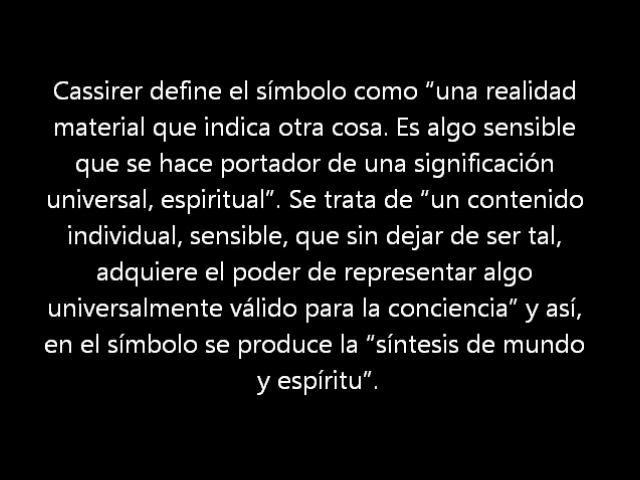 Cassirer define el símbolo como “una realidad
material que indica otra cosa. Es algo sensible
que se hace portador de una significación
universal, espiritual”. Se trata de “un contenido
individual, sensible, que sin dejar de ser tal,
adquiere el poder de representar algo
universalmente válido para la conciencia” y así,
en el símbolo se produce la “síntesis de mundo
y espíritu”.